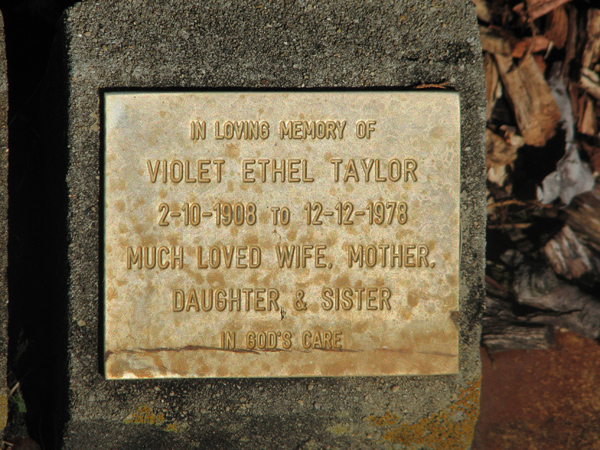 IN LOVING MEMORY OF
VIOLET ETHEL TAYLOR
2-10-1908 TO 12-12-1978
MUCH LOVED WIFE, MOTHER,
DAUGHTER & SISTER
IN GOD'S CARE